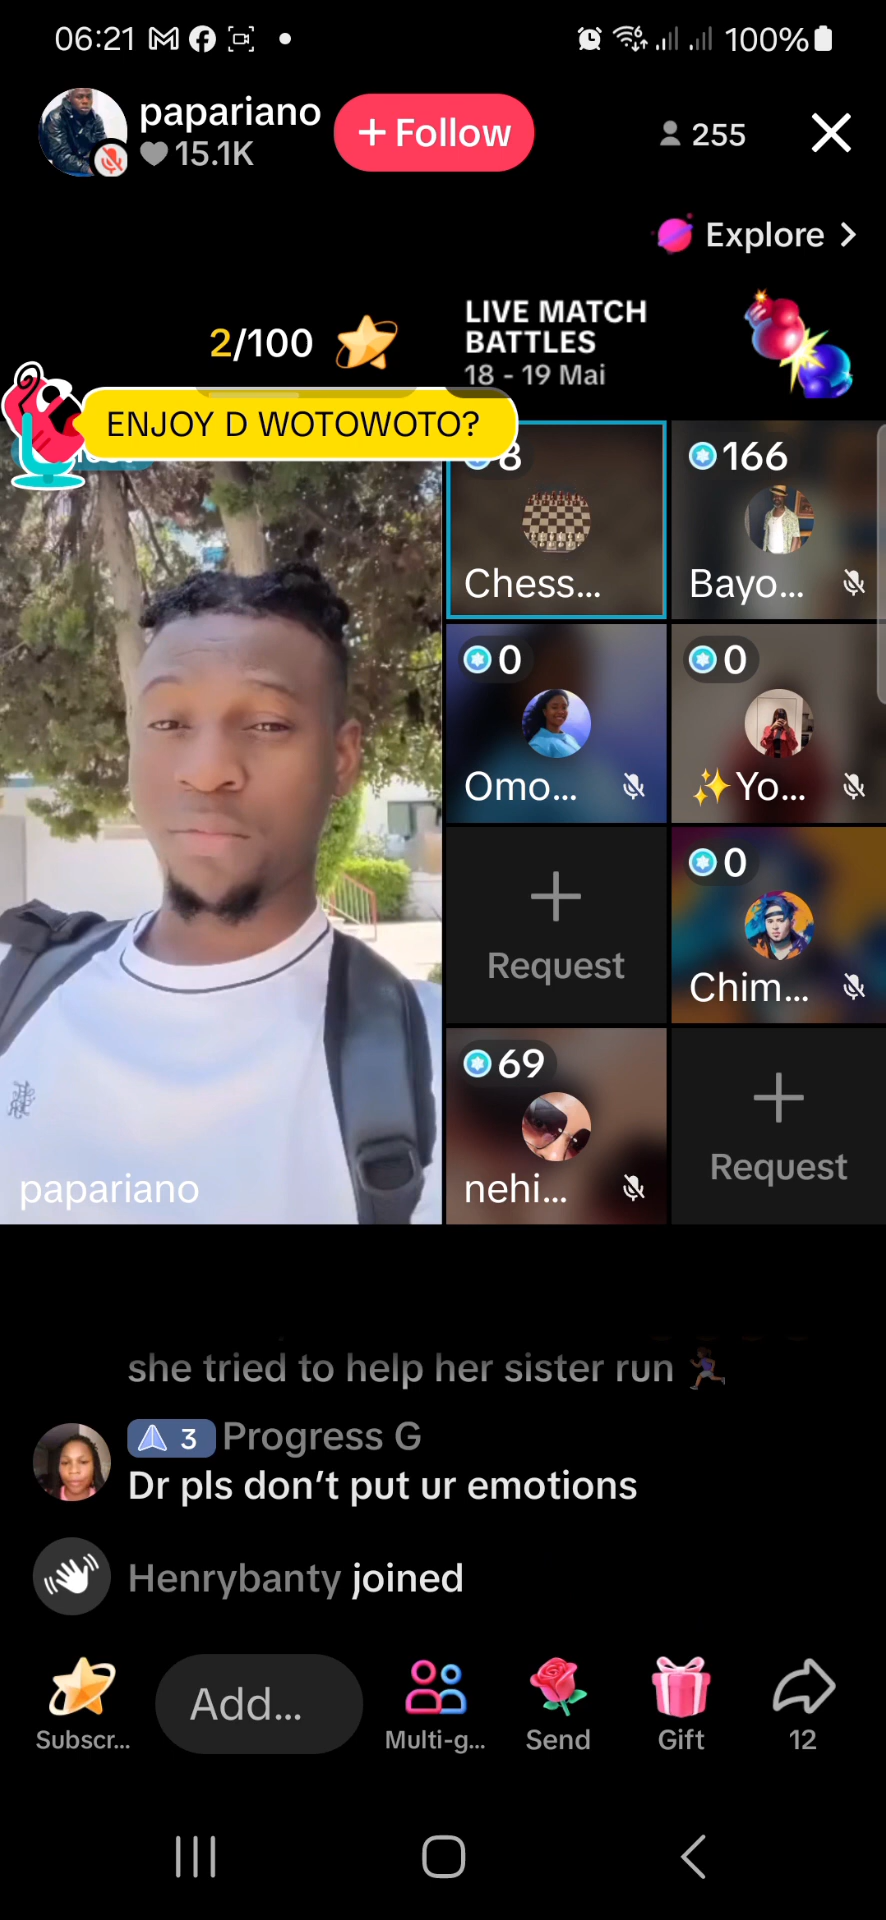 06:21
100%
papariano
15.1K
+ Follow
255
Explore >
2/100
LIVE MATCH
BATTLES
18 - 19 Mai
ENJOY D WOTOWOTO?
8
Chess...
166
Bayo...
0
Omo...
0
✨Yo...
Request
0
Chim...
69
nehi...
Request
papariano
she tried to help her sister run 🏃🏾‍♀️
3 Progress G
Dr pls don't put ur emotions
Henrybanty joined
Subscr...
Add...
Multi-g...
Send
Gift
12